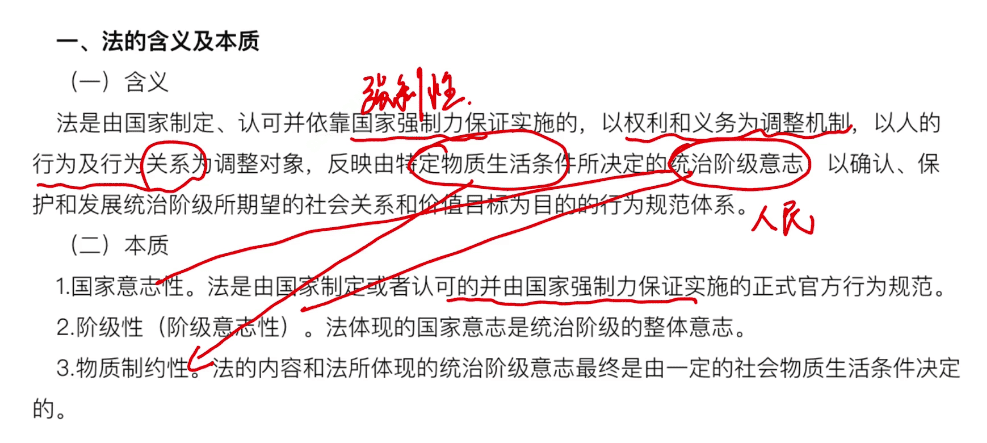 一、法的含义及本质
（一）含义
强制性.
法是由国家制定、认可并依靠国家强制力保证实施的，以权利和义务为调整机制，以人的
行为及行为关系为调整对象，反映由特定物质生活条件所决定的统治阶级意志 以确认、保
护和发展统治阶级所期望的社会关系和价值目标为目的的行为规范体系。
人民
（二）本质
1.国家意志性。法是由国家制定或者认可的并由国家强制力保证实施的正式官方行为规范。
2.阶级性（阶级意志性）。法体现的国家意志是统治阶级的整体意志。
3.物质制约性。法的内容和法所体现的统治阶级意志最终是由一定的社会物质生活条件决定
的。